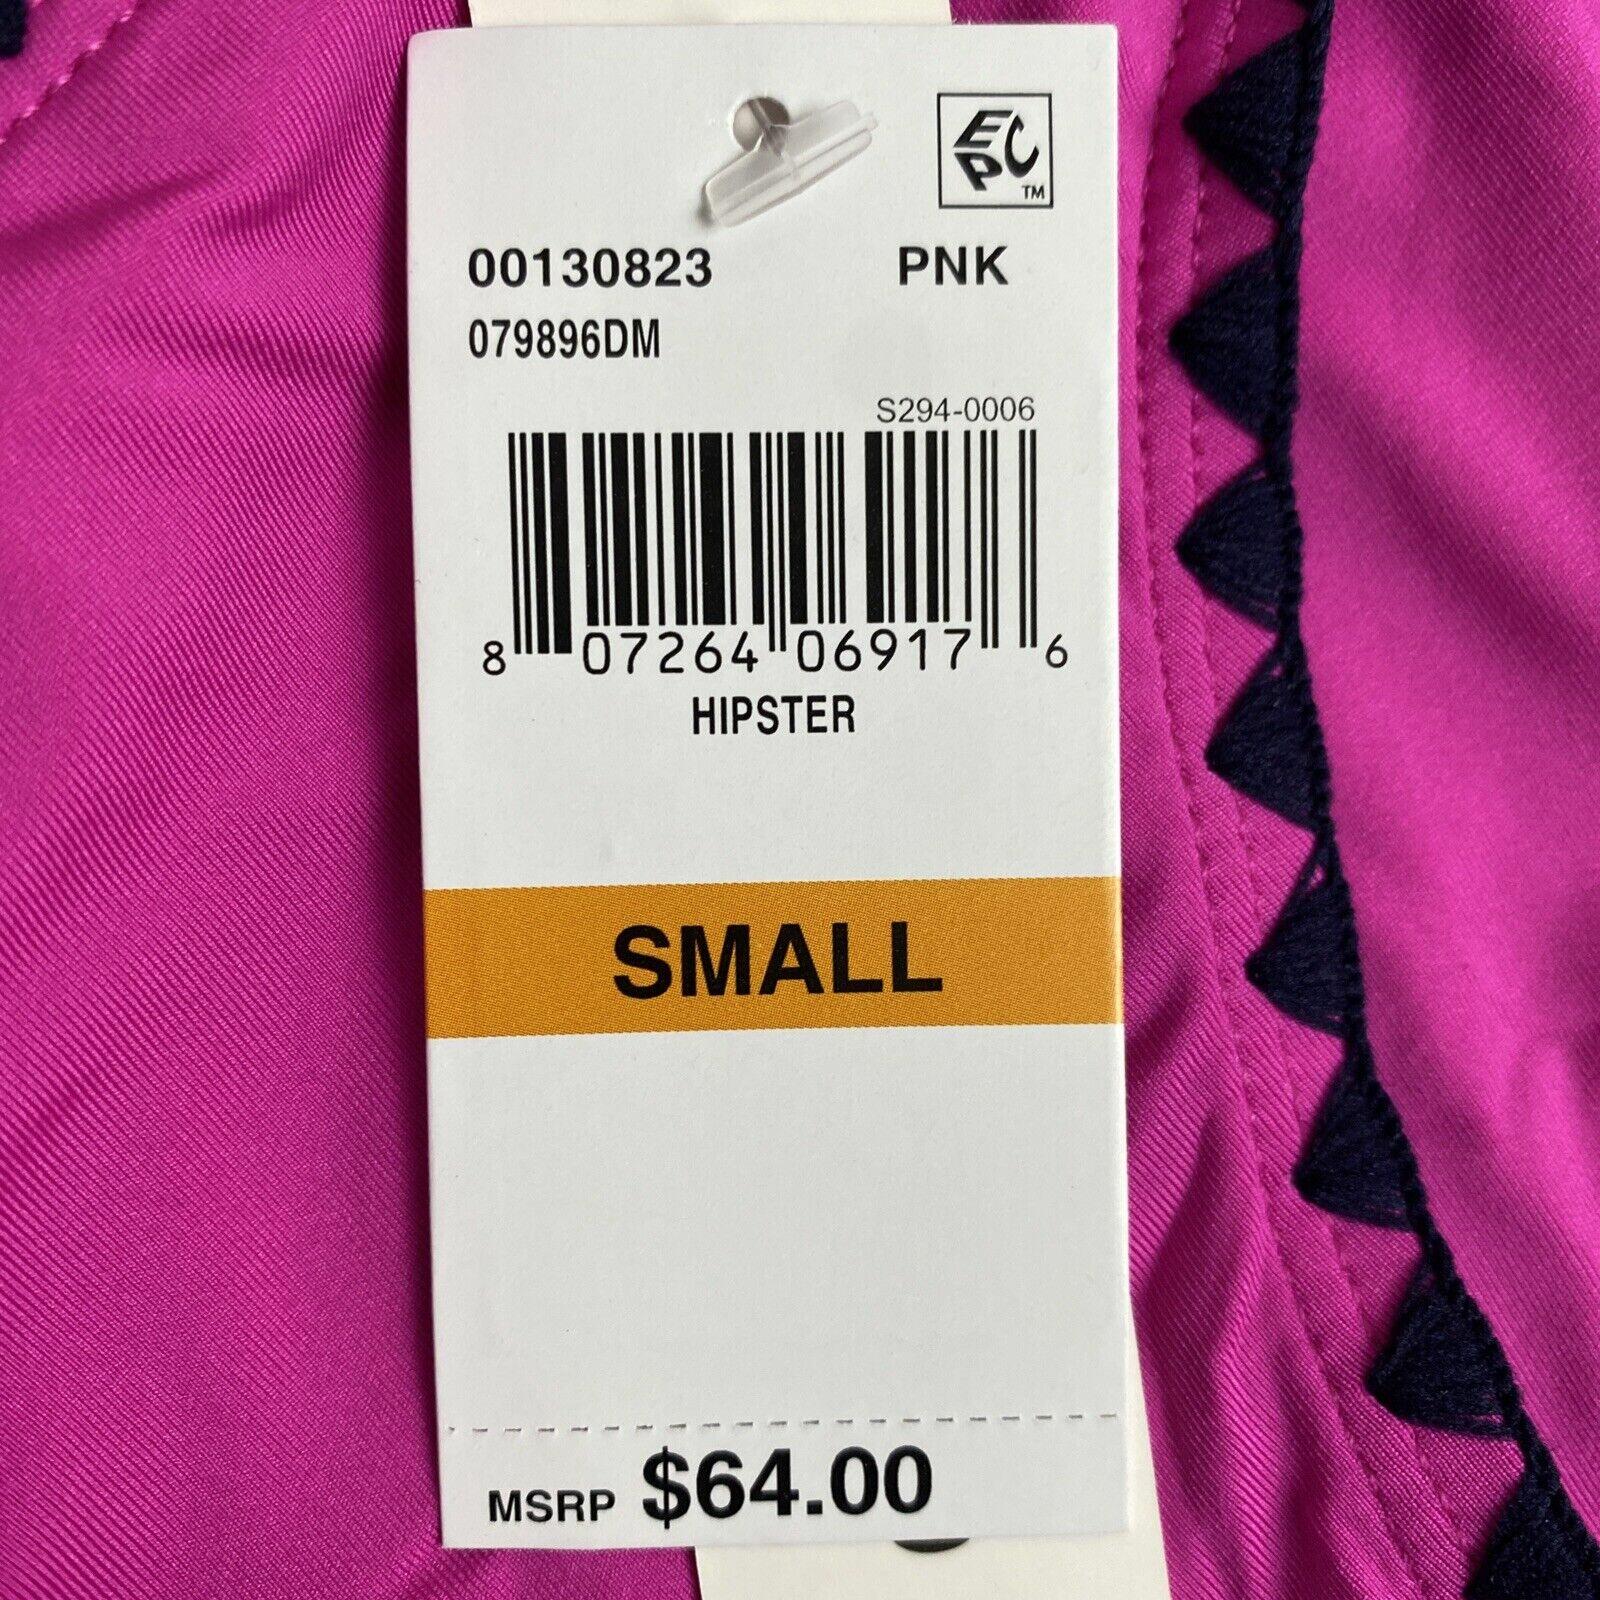 EPC TM
00130823 PNK
079896DM
S294-0006
8 07264 06917 6
HIPSTER
SMALL
MSRP $64.00